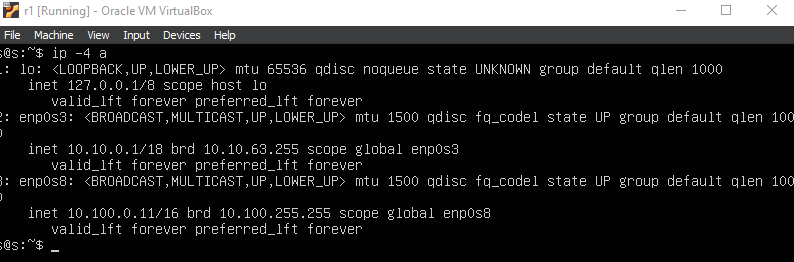 r1 [Running] - Oracle VM VirtualBox
File Machine View Input Devices Help
s@s:~$ ip -4 a
1: lo: <LOOPBACK,UP,LOWER_UP> mtu 65536 qdisc noqueue state UNKNOWN group default qlen 1000
inet 127.0.0.1/8 scope host lo
valid_lft forever preferred_lft forever
2: enp0s3: <BROADCAST,MULTICAST,UP,LOWER_UP> mtu 1500 qdisc fq_codel state UP group default qlen 100
0
inet 10.10.0.1/18 brd 10.10.63.255 scope global enp0s3
valid_lft forever preferred_lft forever
3: enp0s8: <BROADCAST,MULTICAST,UP,LOWER_UP> mtu 1500 qdisc fq_codel state UP group default qlen 100
0
inet 10.100.0.11/16 brd 10.100.255.255 scope global enp0s8
valid_lft forever preferred_lft forever
s@s:~$ _